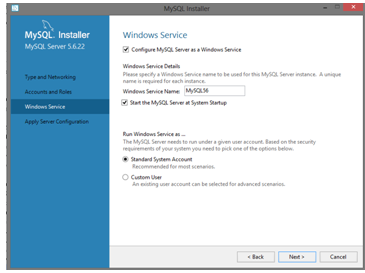 MySQL Installer
MySQL. Installer
MySQL Server 5.6.22
Type and Networking
Accounts and Roles
Windows Service
Apply Server Configuration
Windows Service
Configure MySQL Server as a Windows Service
Windows Service Details
Please specify a Windows Service name to be used for this MySQL Server instance. A unique
name is required for each instance.
Windows Service Name: MySQL56
Start the MySQL Server at System Startup
Run Windows Service as ...
The MySQL Server needs to run under a given user account. Based on the security
requirements of your system you need to pick one of the options below.
Standard System Account
Recommended for most scenarios.
Custom User
An existing user account can be selected for advanced scenarios.
< Back Next > Cancel